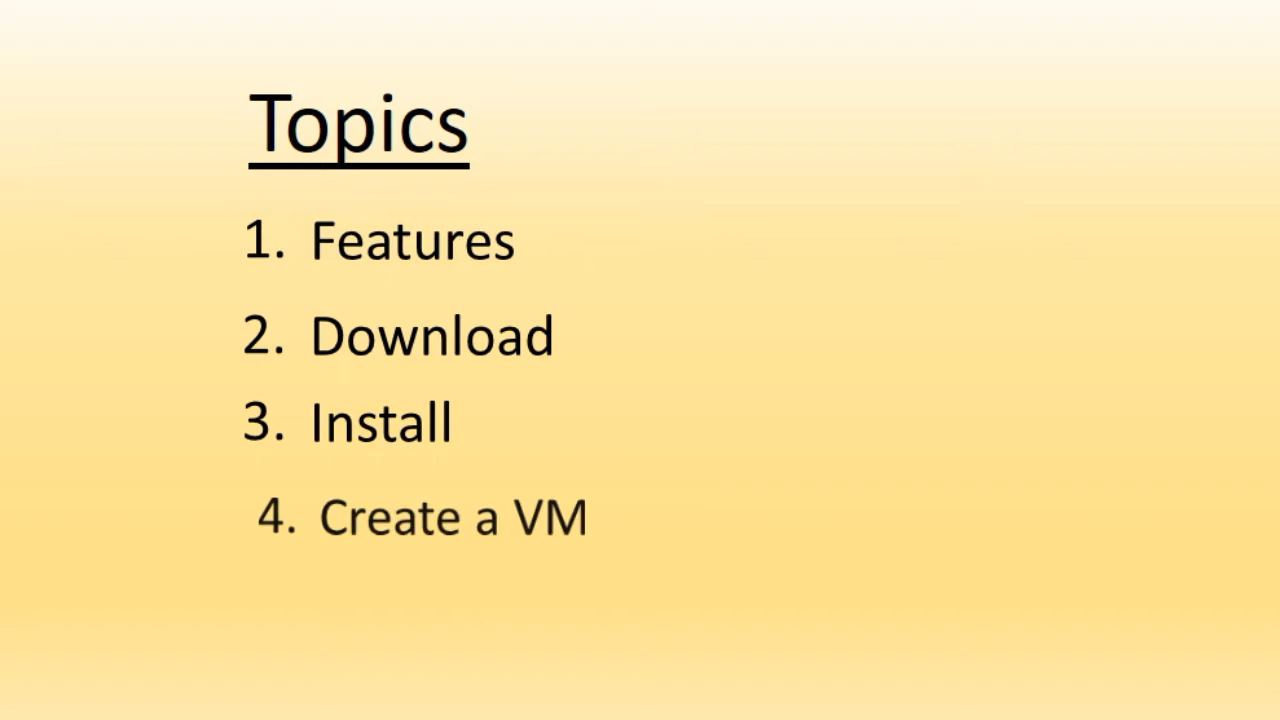 Topics
1. Features
2. Download
3. Install
4. Create a VM